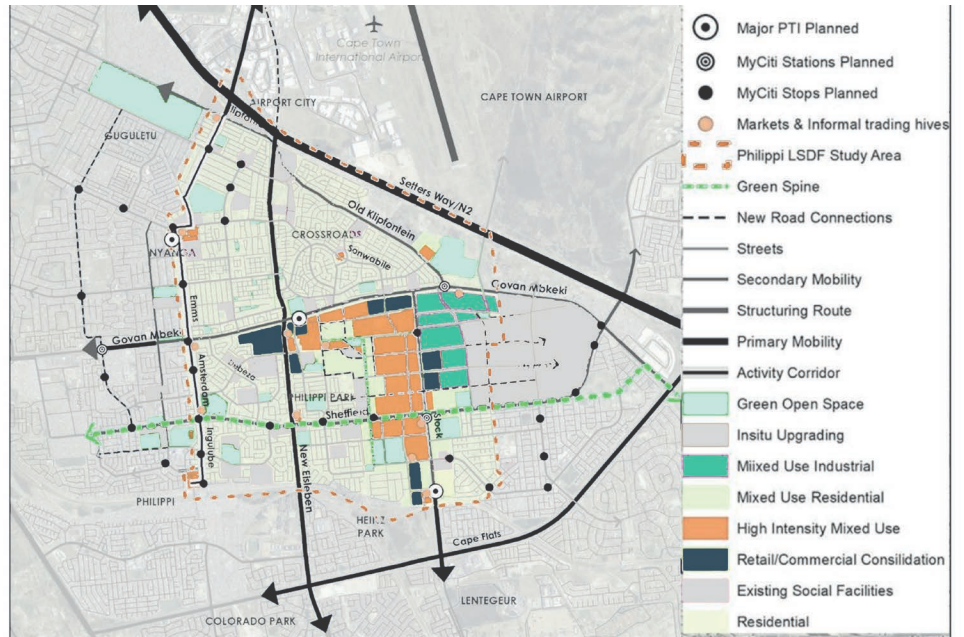 Cape Town
International Airport
AIRPORT CITY
CAPE TOWN AIRPORT
GUGULETU
Setters Way/N2
Old Klipfontein
CROSSROADS
Sonwabile
NYANGA
Govan Mbkeki
Emms
Govan Mbeki
Amsterdam
PHILIPPI PARK
Sheffield
Stock
Ingulube
New Eisleben
PHILIPPI
HEINZ
PARK
Cape Flats
LENTEGEUR
COLORADO PARK
Major PTI Planned
MyCiti Stations Planned
MyCiti Stops Planned
Markets & Informal trading hives
Philippi LSDF Study Area
Green Spine
New Road Connections
Streets
Secondary Mobility
Structuring Route
Primary Mobility
Activity Corridor
Green Open Space
Insitu Upgrading
Miixed Use Industrial
Mixed Use Residential
High Intensity Mixed Use
Retail/Commercial Consilidation
Existing Social Facilities
Residential